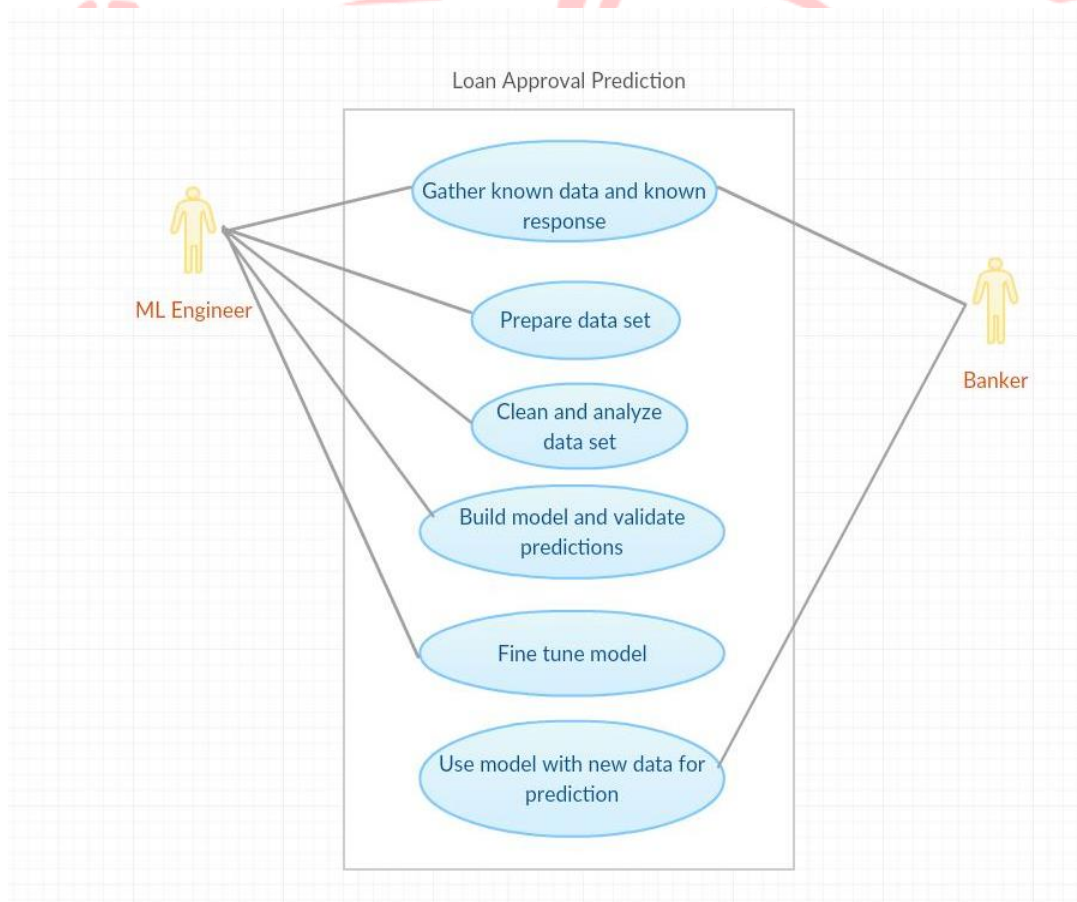 Loan Approval Prediction
Gather known data and known
response
ML Engineer
Prepare data set
Banker
Clean and analyze
data set
Build model and validate
predictions
Fine tune model
Use model with new data for
prediction